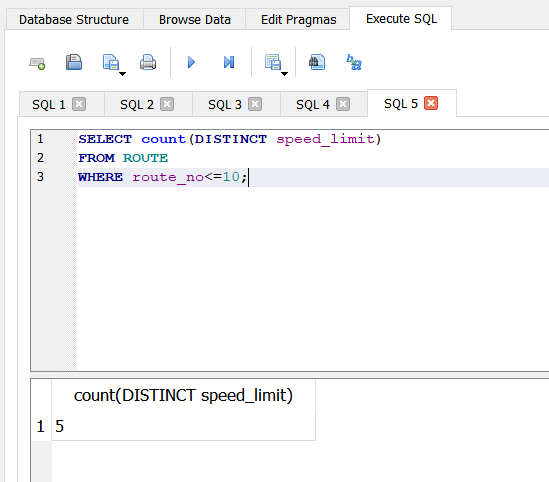 Database Structure Browse Data Edit Pragmas Execute SQL
SQL 1 SQL 2 SQL 3 SQL 4 SQL 5
1 SELECT count(DISTINCT speed_limit)
2 FROM ROUTE
3 WHERE route_no<=10;
count(DISTINCT speed_limit)
1 5